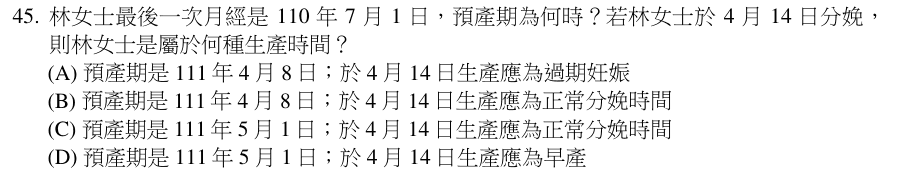 45. 林女士最後一次月經是 110 年 7 月 1 日，預產期為何時？若林女士於 4 月 14 日分娩，
則林女士是屬於何種生產時間？
(A) 預產期是 111 年 4 月 8 日；於 4 月 14 日生產應為過期妊娠
(B) 預產期是 111 年 4 月 8 日；於 4 月 14 日生產應為正常分娩時間
(C) 預產期是 111 年 5 月 1 日；於 4 月 14 日生產應為正常分娩時間
(D) 預產期是 111 年 5 月 1 日；於 4 月 14 日生產應為早產